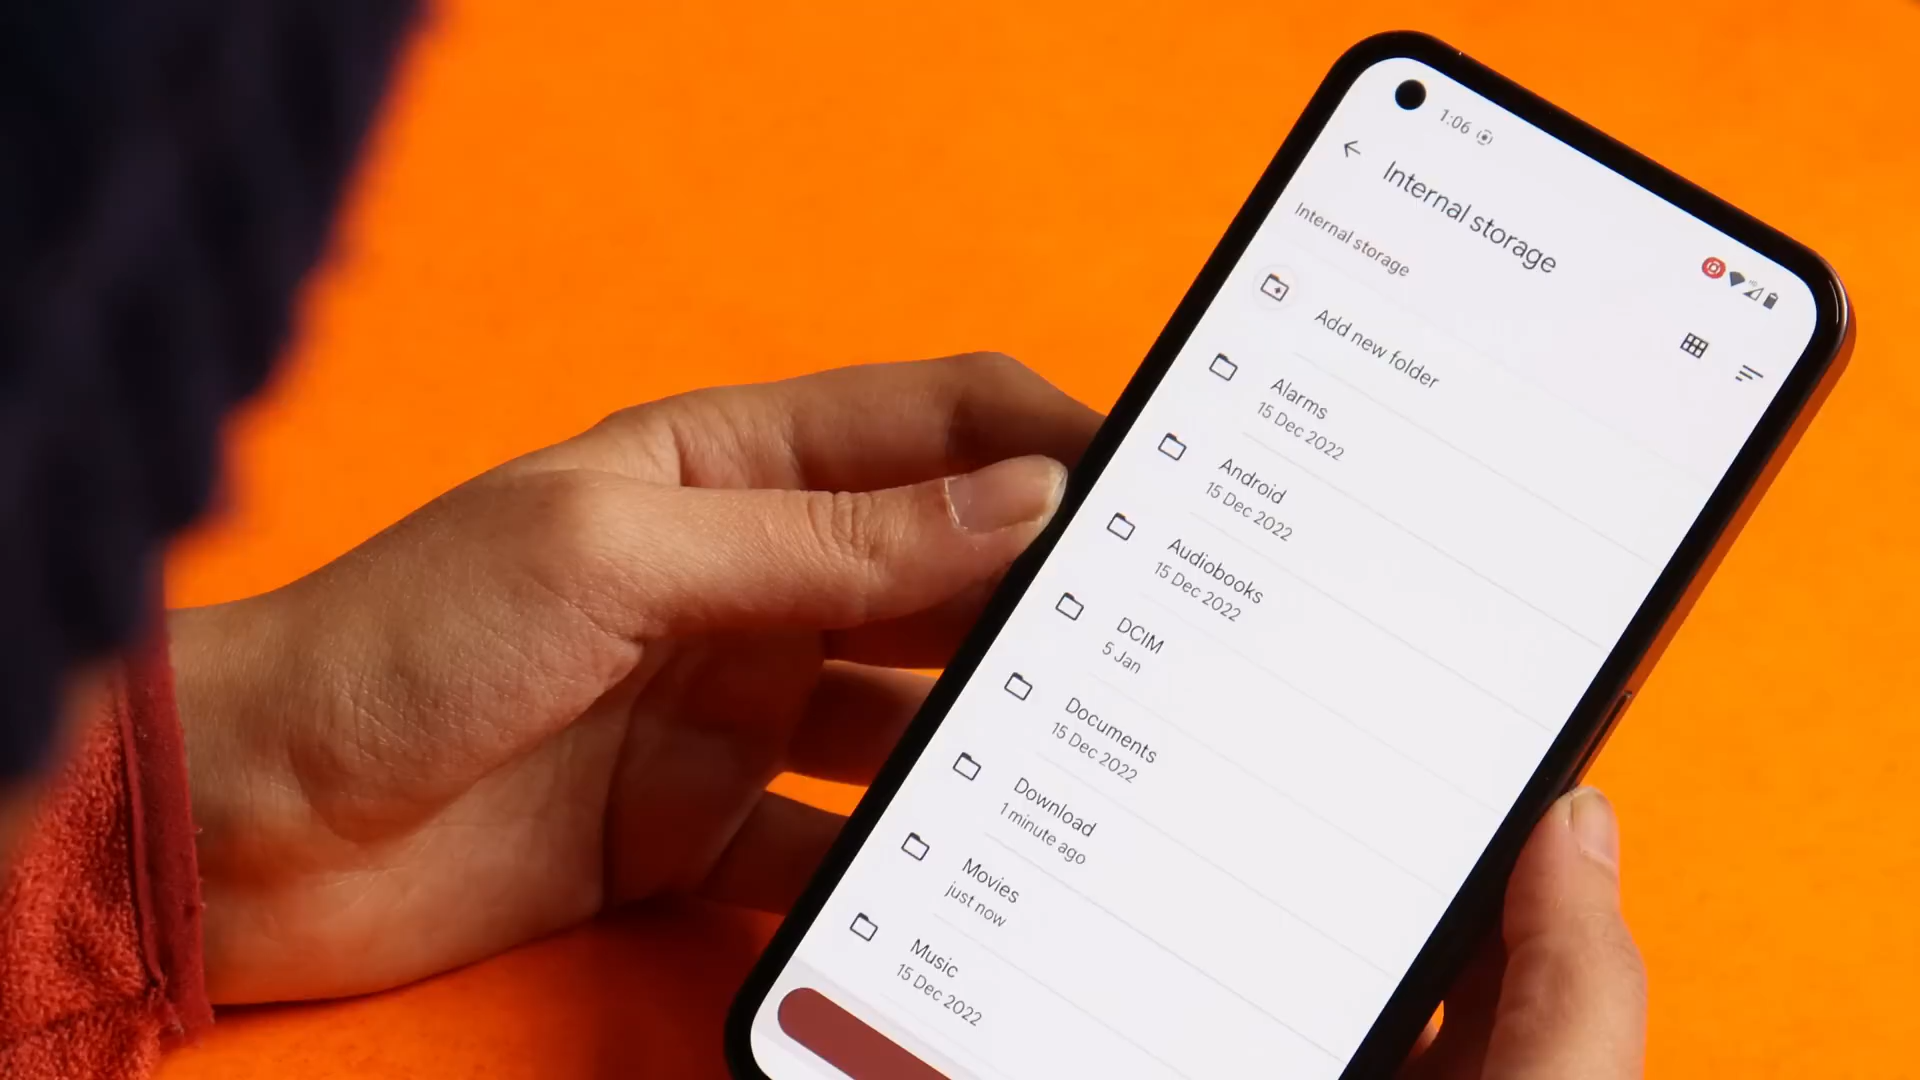 1:06
Internal storage
Internal storage
Add new folder
Alarms
15 Dec 2022
Android
15 Dec 2022
Audiobooks
15 Dec 2022
DCIM
5 Jan
Documents
15 Dec 2022
Download
1 minute ago
Movies
just now
Music
15 Dec 2022